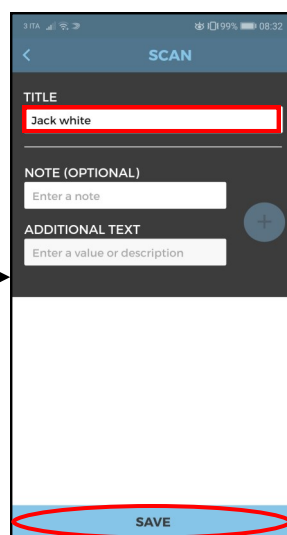 3 ITA 99% 08:32
SCAN
TITLE
Jack white
NOTE (OPTIONAL)
Enter a note
ADDITIONAL TEXT
Enter a value or description
SAVE